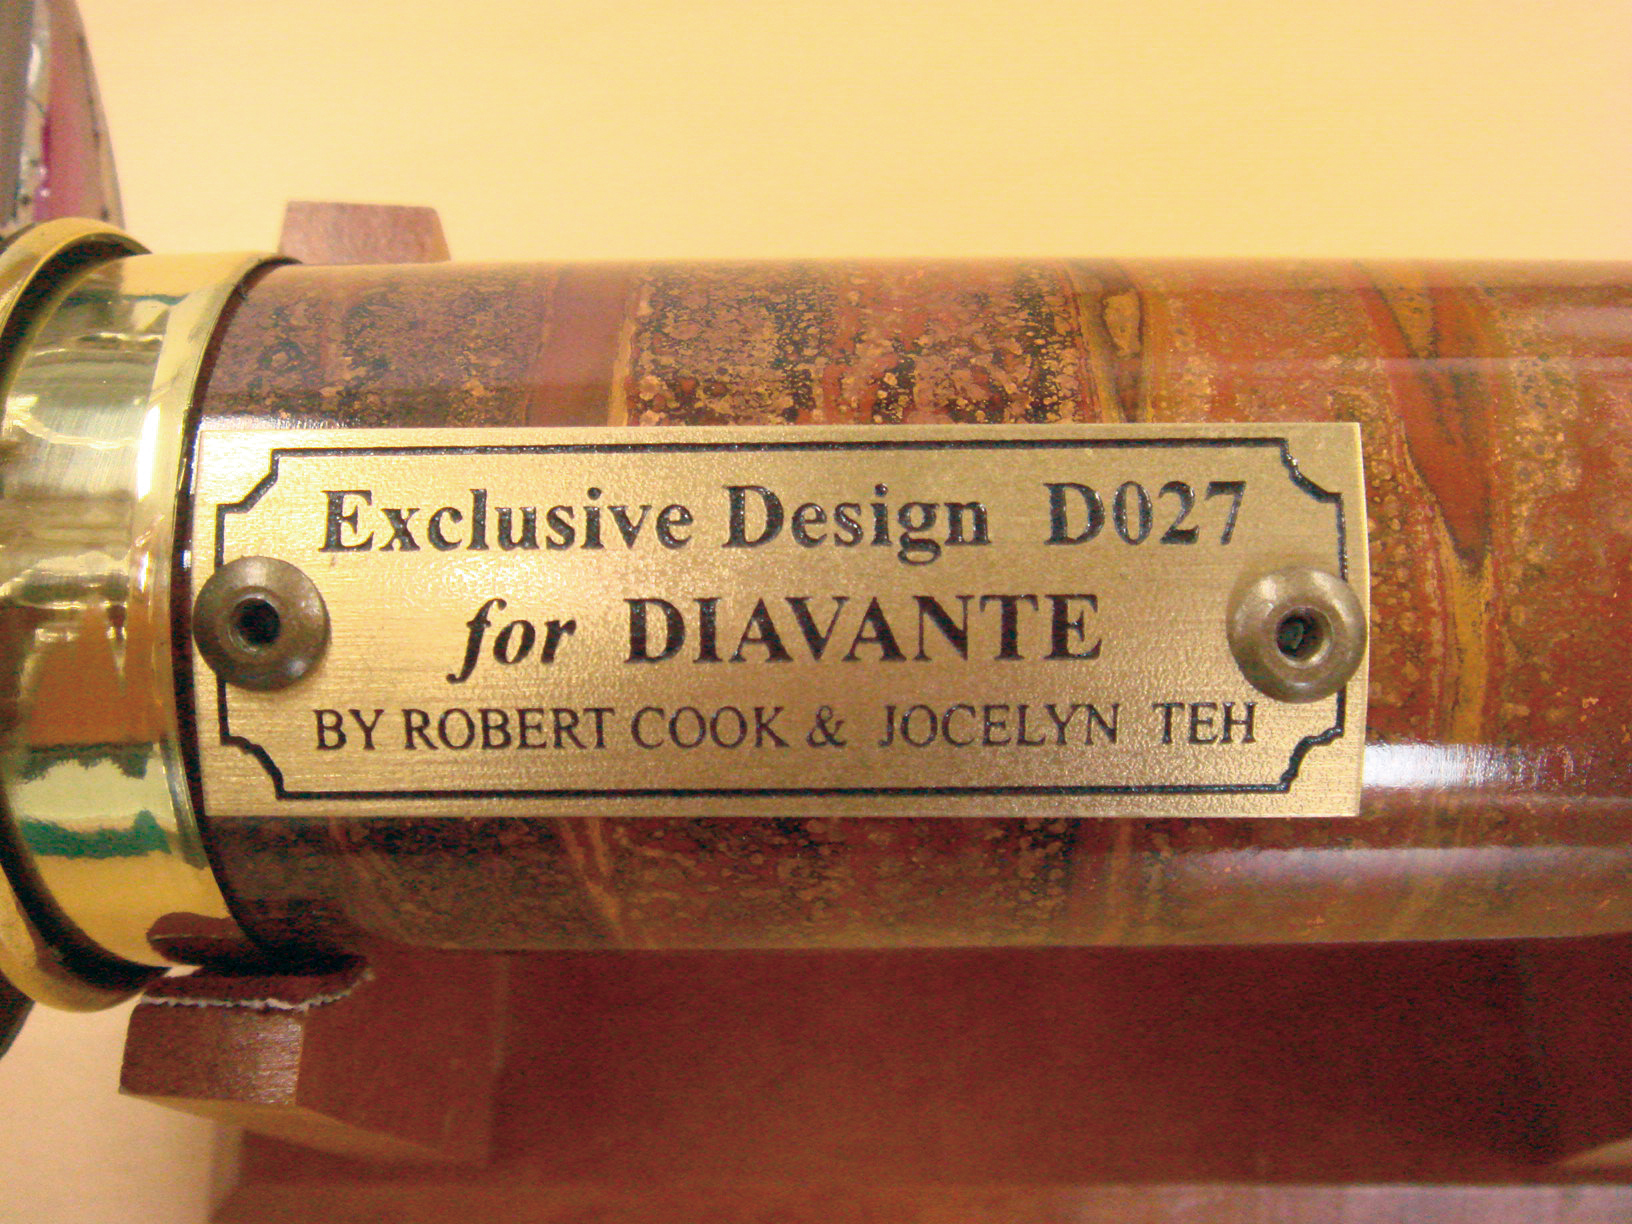 Exclusive Design D027
for DIAVANTE
BY ROBERT COOK & JOCELYN TEH